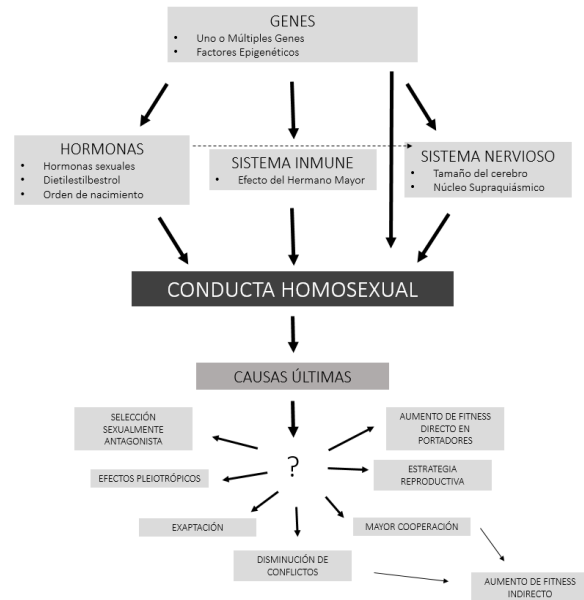 GENES
• Uno o Múltiples Genes
• Factores Epigenéticos
HORMONAS
• Hormonas sexuales
• Dietilestilbestrol
• Orden de nacimiento
SISTEMA INMUNE
• Efecto del Hermano Mayor
SISTEMA NERVIOSO
• Tamaño del cerebro
• Núcleo Supraquiásmico
CONDUCTA HOMOSEXUAL
CAUSAS ÚLTIMAS
SELECCIÓN
SEXUALMENTE
ANTAGONISTA
AUMENTO DE FITNESS
DIRECTO EN
PORTADORES
?
EFECTOS PLEIOTRÓPICOS
ESTRATEGIA
REPRODUCTIVA
EXAPTACIÓN
MAYOR COOPERACIÓN
DISMINUCIÓN DE
CONFLICTOS
AUMENTO DE FITNESS
INDIRECTO